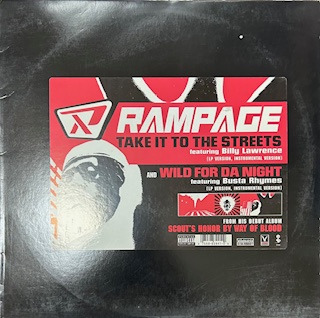 RAMPAGE
TAKE IT TO THE STREETS
featuring Billy Lawrence
[LP VERSION, INSTRUMENTAL VERSION]
AND WILD FOR DA NIGHT
featuring Busta Rhymes
[LP VERSION, INSTRUMENTAL VERSION]
FROM HIS DEBUT ALBUM
SCOUT'S HONOR BY WAY OF BLOOD